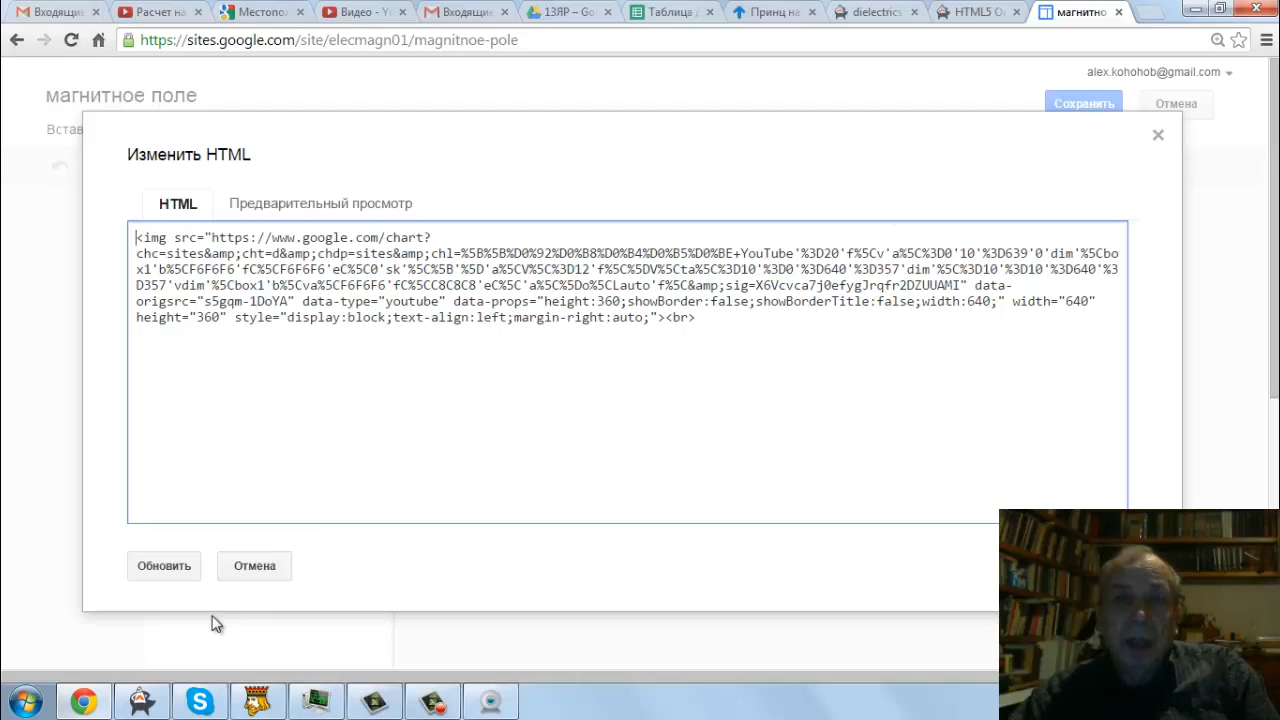 Входящие
Расчет на
Местопол
Видео - Y
Входящие
13ЯР – Go
Таблица д
Принц на
dielectrics
HTML5 O
магнитно
https://sites.google.com/site/elecmagn01/magnitnoe-pole
alex.kohohob@gmail.com
магнитное поле
Сохранить
Отмена
Встав
Изменить HTML
HTML
Предварительный просмотр
<img src="https://www.google.com/chart?
chc=sites&amp;cht=d&amp;chdp=sites&amp;chl=%5B%5B%D0%92%D0%B8%D0%B4%D0%B5%D0%BE+YouTube'%3D20'f%5Cv'a%5C%3D0'10'%3D639'0'dim'%5Cbo
x1'b%5CF6F6F6'fC%5CF6F6F6'eC%5C0'sk'%5C%5B'%5D'a%5CV%5C%3D12'f%5C%5DV%5Cta%5C%3D10'%3D0'%3D640'%3D357'dim'%5C%3D10'%3D10'%3D640'%3
D357'vdim'%5Cbox1'b%5Cva%5CF6F6F6'fC%5CC8C8C8'eC%5C'a%5C%5Do%5CLauto'f%5C&amp;sig=X6Vcvca7j0efygJrqfr2DZUUAMI" data-
origsrc="s5gqm-1DoYA" data-type="youtube" data-props="height:360;showBorder:false;showBorderTitle:false;width:640;" width="640"
height="360" style="display:block;text-align:left;margin-right:auto;"><br>
Обновить
Отмена